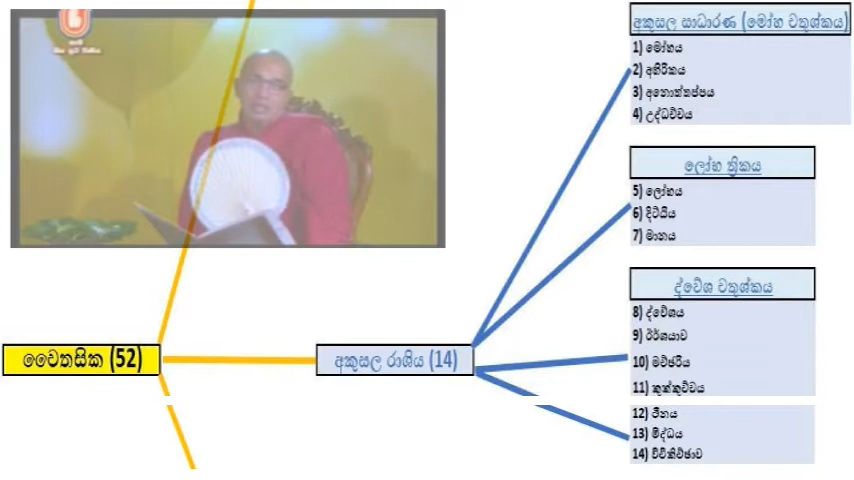 අකුසල සාධාරණ (මෝහ චතුශ්කය)
1) මෝහය
2) අහිරිකය
3) අනොත්තප්පය
4) උද්ධච්චය
ලෝභ ත්‍රිකය
5) ලෝභය
6) දිට්ඨිය
7) මානය
ද්වේශ චතුශ්කය
8) ද්වේශය
9) ඊර්ශයාව
10) මච්ඡරිය
11) කුක්කුච්චය
12) ථීනය
13) මිද්ධය
14) විචිකිච්ඡාව
චෛතසික (52)
අකුසල රාශිය (14)